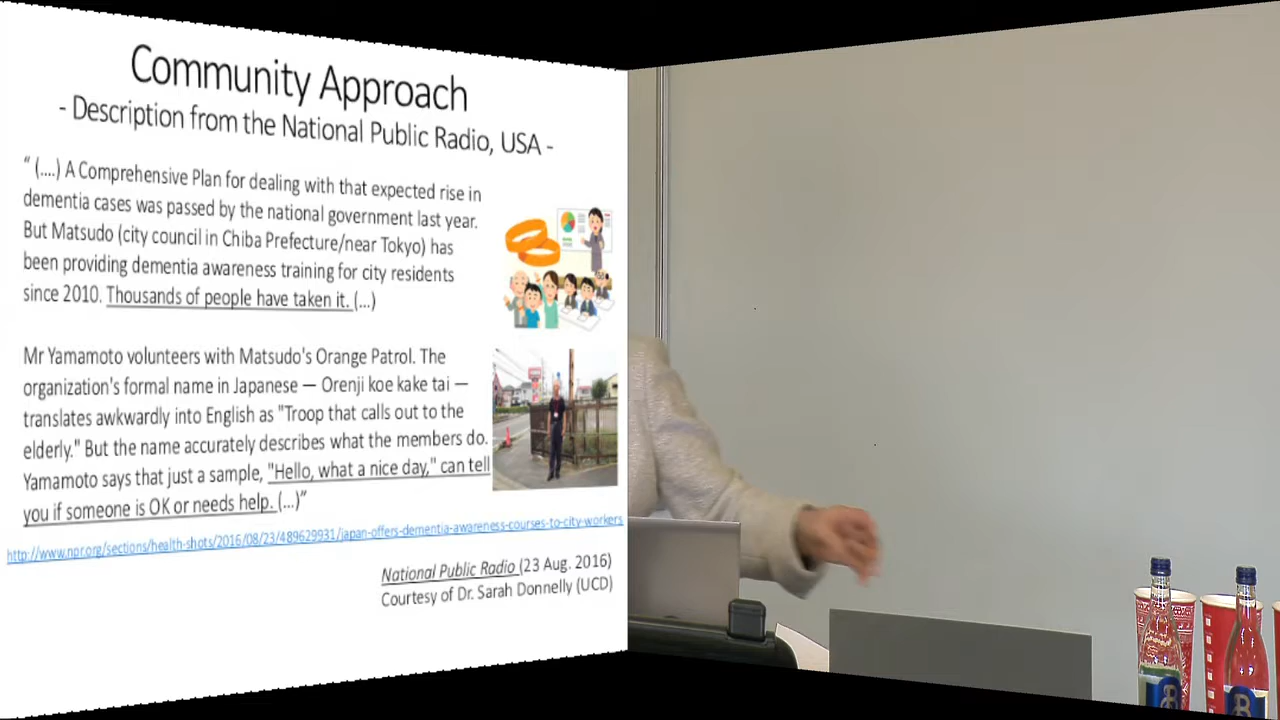 Community Approach
- Description from the National Public Radio, USA -
“ (....) A Comprehensive Plan for dealing with that expected rise in
dementia cases was passed by the national government last year.
But Matsudo (city council in Chiba Prefecture/near Tokyo) has
been providing dementia awareness training for city residents
since 2010. Thousands of people have taken it. (...)
Mr Yamamoto volunteers with Matsudo's Orange Patrol. The
organization's formal name in Japanese — Orenji koe kake tai —
translates awkwardly into English as "Troop that calls out to the
elderly." But the name accurately describes what the members do.
Yamamoto says that just a sample, "Hello, what a nice day," can tell
you if someone is OK or needs help. (...)”
http://www.npr.org/sections/health-shots/2016/08/23/489629931/japan-offers-dementia-awareness-courses-to-city-workers
National Public Radio (23 Aug. 2016)
Courtesy of Dr. Sarah Donnelly (UCD)